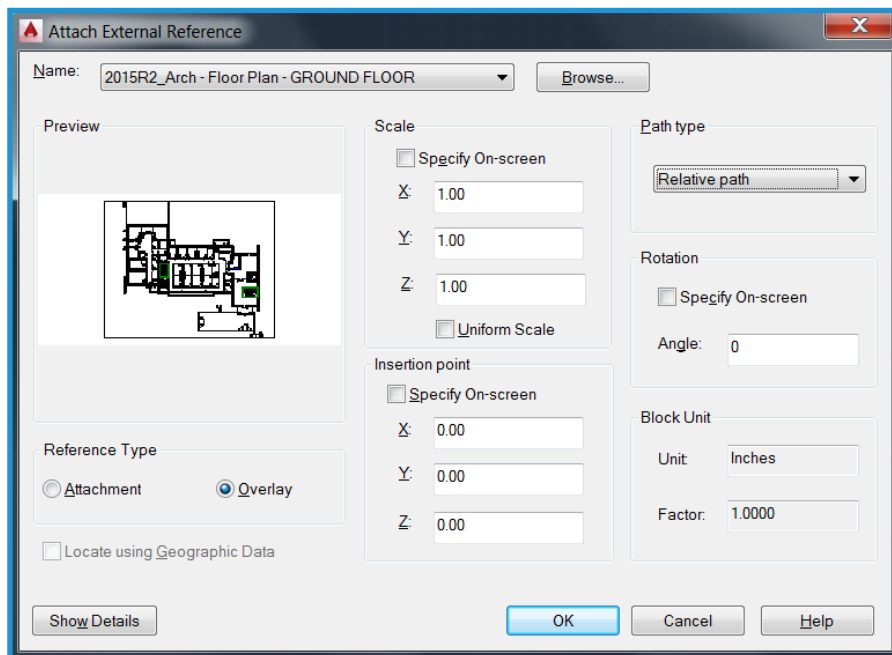 Attach External Reference
Name: 2015R2_Arch - Floor Plan - GROUND FLOOR Browse...
Preview
Reference Type
Attachment Overlay
Locate using Geographic Data
Scale
Specify On-screen
X: 1.00
Y: 1.00
Z: 1.00
Uniform Scale
Insertion point
Specify On-screen
X: 0.00
Y: 0.00
Z: 0.00
Path type
Relative path
Rotation
Specify On-screen
Angle: 0
Block Unit
Unit: Inches
Factor: 1.0000
Show Details OK Cancel Help